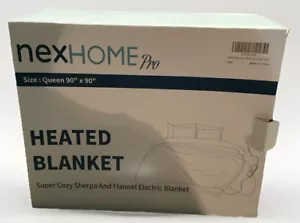 nexHOME Pro
Size : Queen 90" x 90"
HEATED
BLANKET
Super Cozy Sherpa And Flannel Electric Blanket